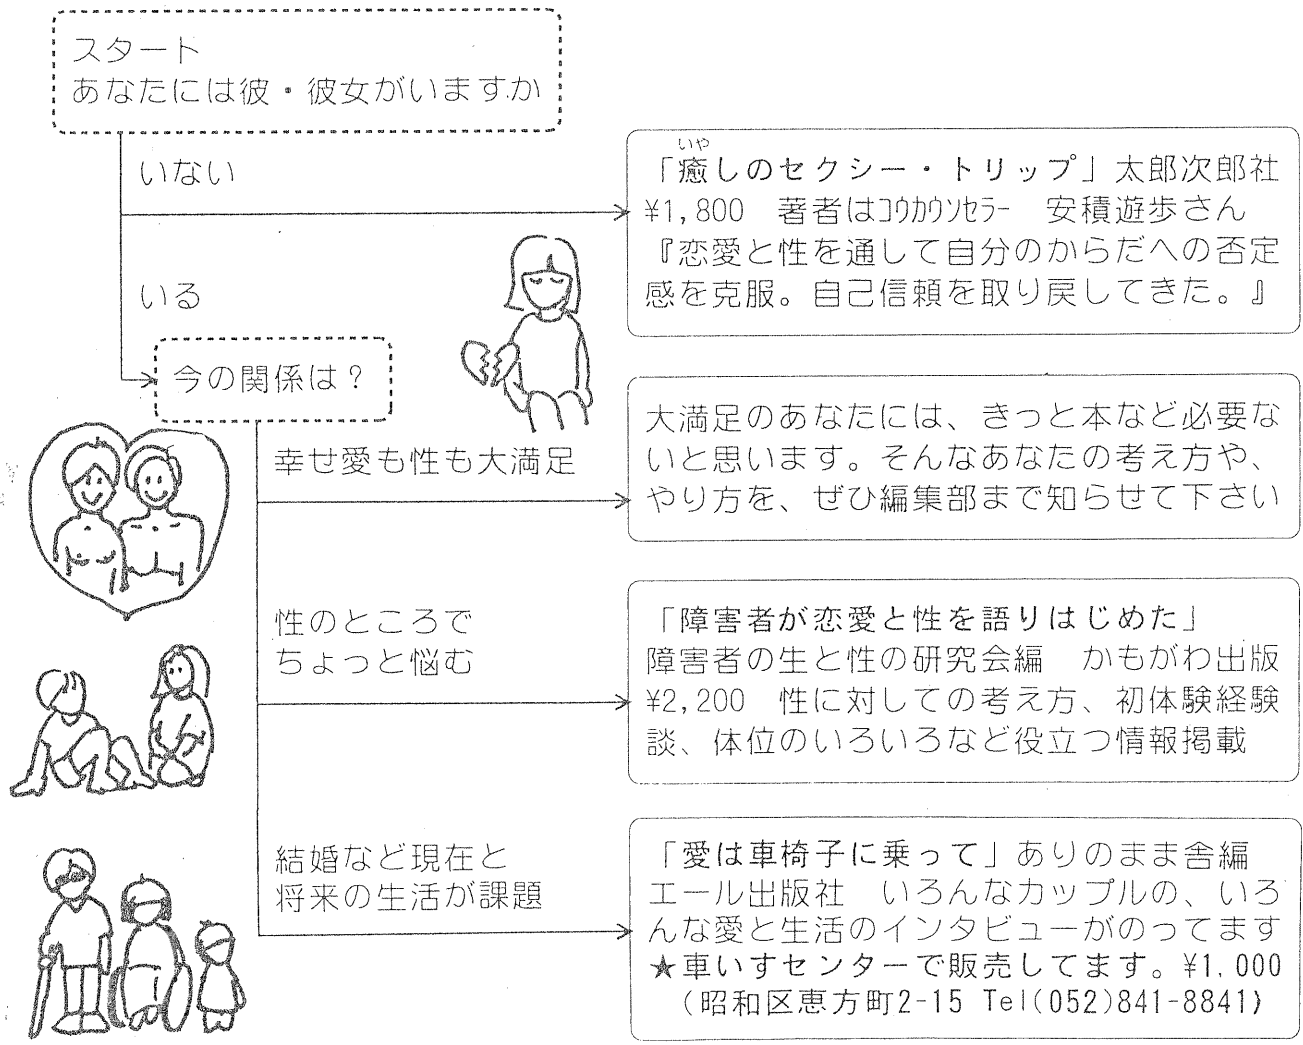 スタート
あなたには彼・彼女がいますか
いない
いや
「癒しのセクシー・トリップ」太郎次郎社
¥1,800　著者はｺｳｶｳﾝｾﾗｰ　安積遊歩さん
『恋愛と性を通して自分のからだへの否定
感を克服。自己信頼を取り戻してきた。』
いる
今の関係は？
幸せ愛も性も大満足
大満足のあなたには、きっと本など必要な
いと思います。そんなあなたの考え方や、
やり方を、ぜひ編集部まで知らせて下さい
性のところで
ちょっと悩む
「障害者が恋愛と性を語りはじめた」
障害者の生と性の研究会編　かもがわ出版
¥2,200　性に対しての考え方、初体験経験
談、体位のいろいろなど役立つ情報掲載
結婚など現在と
将来の生活が課題
「愛は車椅子に乗って」ありのまま舎編
エール出版社　いろんなカップルの、いろ
んな愛と生活のインタビューがのってます
★車いすセンターで販売してます。¥1,000
（昭和区恵方町2-15 Tel(052)841-8841)